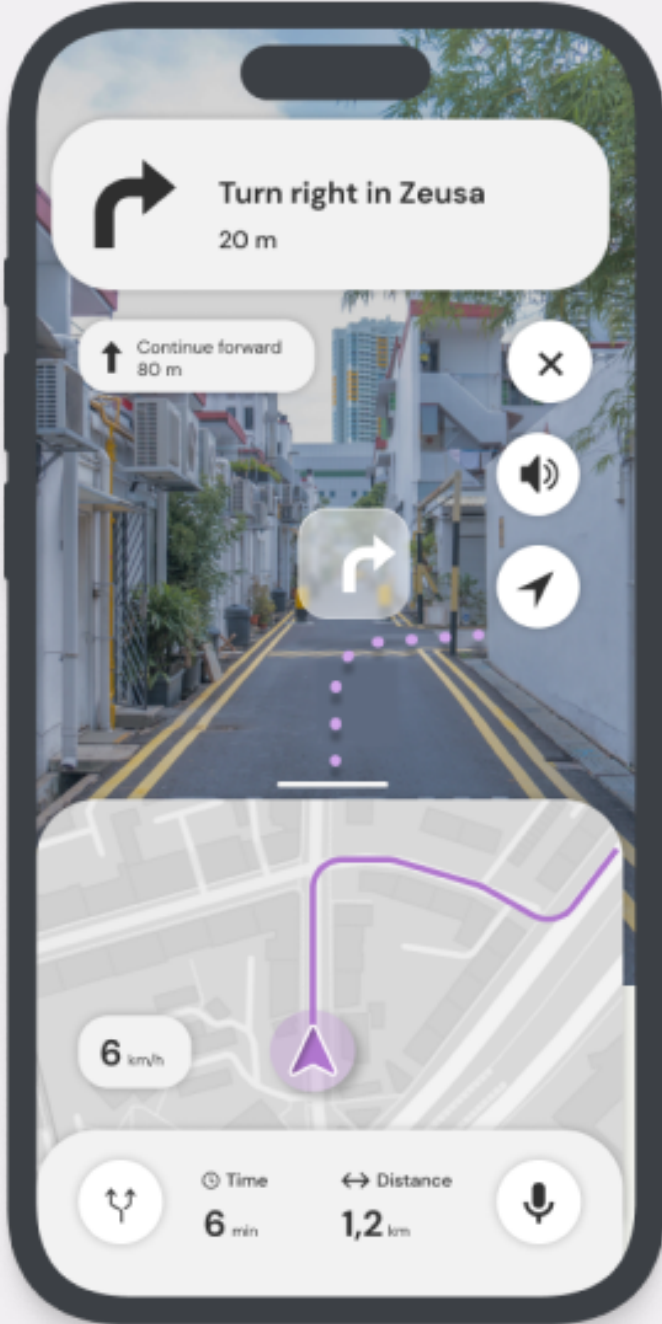 Turn right in Zeusa
20 m
Continue forward
80 m
6 km/h
Time
6 min
Distance
1,2 km